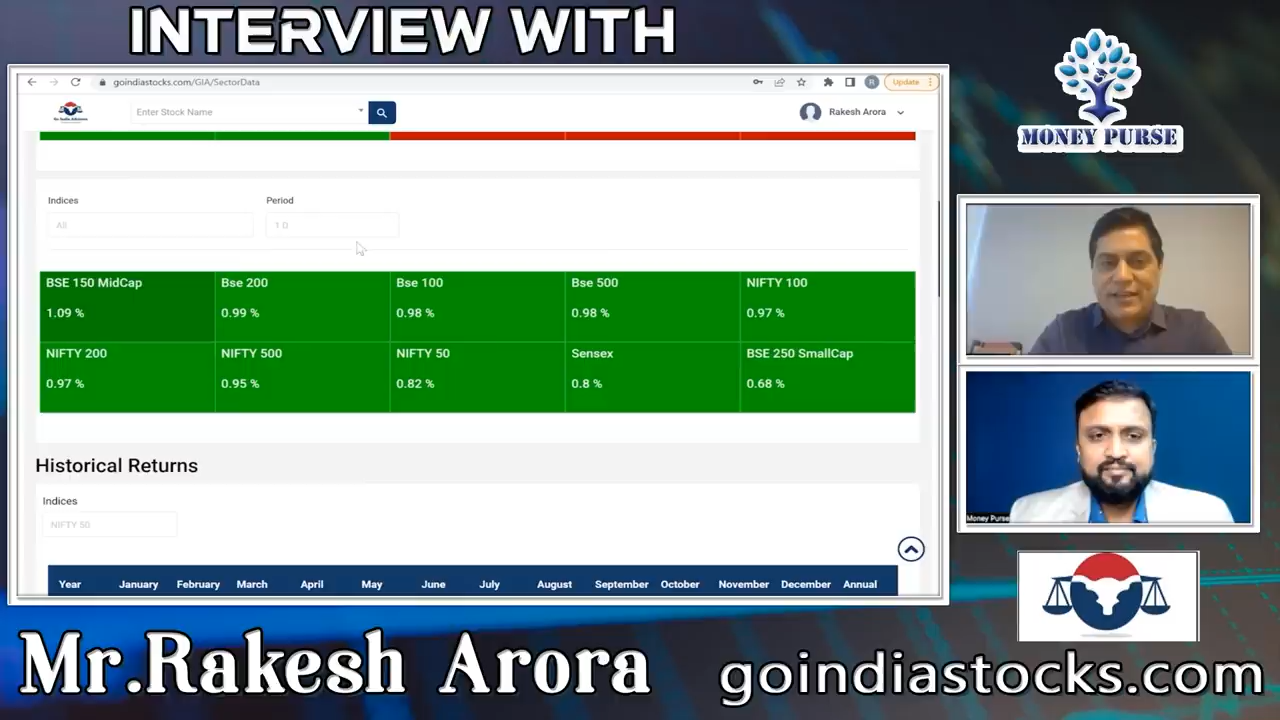 INTERVIEW WITH
MONEY PURSE
goindiastocks.com/GIA/SectorData
Update
Enter Stock Name
Rakesh Arora
Indices
Period
All
1 D
BSE 150 MidCap
Bse 200
Bse 100
Bse 500
NIFTY 100
1.09 %
0.99 %
0.98 %
0.98 %
0.97 %
NIFTY 200
NIFTY 500
NIFTY 50
Sensex
BSE 250 SmallCap
0.97 %
0.95 %
0.82 %
0.8 %
0.68 %
Historical Returns
Indices
NIFTY 50
Year January February March April May June July August September October November December Annual
Money Purse
Mr.Rakesh Arora
goindiastocks.com